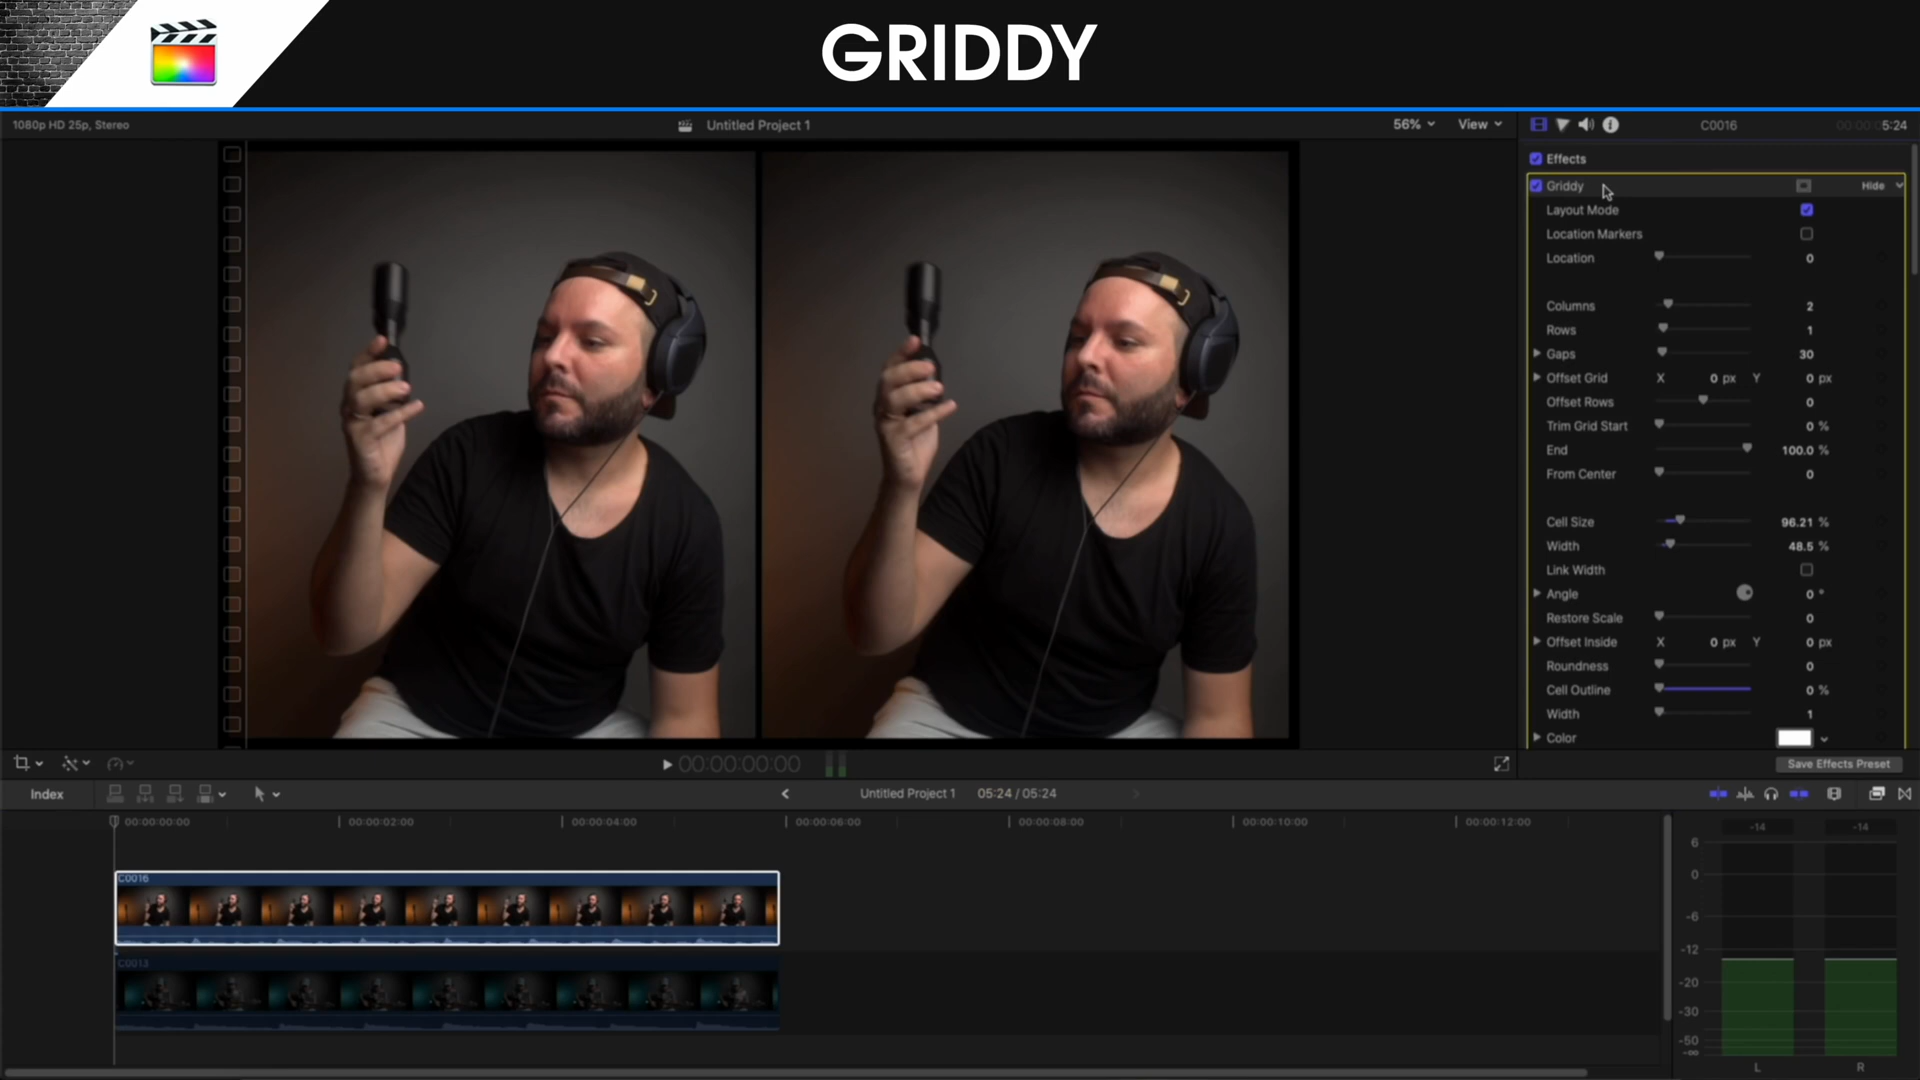 GRIDDY
1080p HD 25p, Stereo
Untitled Project 1
56%
View
C0016
00:00:00:05:24
Effects
Griddy
Hide
Layout Mode
Location Markers
Location 0
Columns 2
Rows 1
Gaps 30
Offset Grid X 0 px Y 0 px
Offset Rows 0
Trim Grid Start 0 %
End 100.0 %
From Center 0
Cell Size 96.21 %
Width 48.5 %
Link Width
Angle 0 °
Restore Scale 0
Offset Inside X 0 px Y 0 px
Roundness 0
Cell Outline 0 %
Width 1
Color
00:00:00:00
Save Effects Preset
Index
Untitled Project 1
05:24 / 05:24
00:00:00:00
00:00:02:00
00:00:04:00
00:00:06:00
00:00:08:00
00:00:10:00
00:00:12:00
C0016
C0013
-14 -14
6
0
-6
-12
-20
-30
-50
-∞
L R